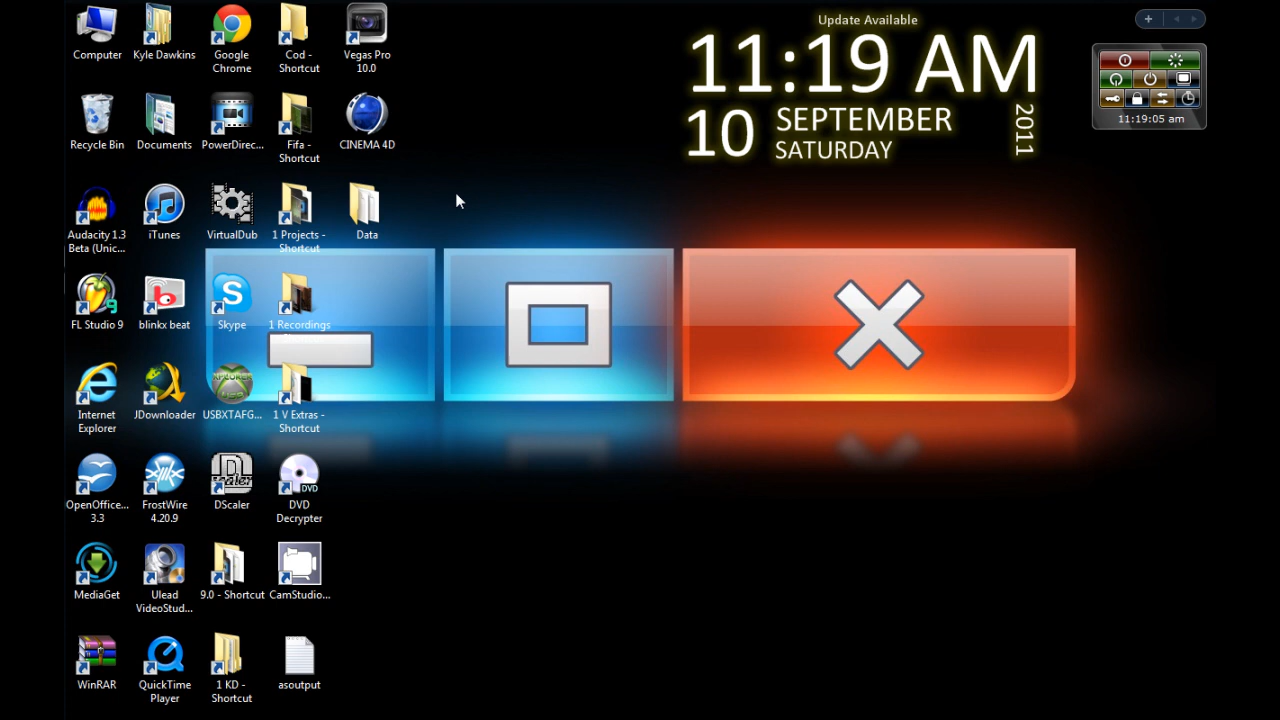 Computer
Kyle Dawkins
Google
Chrome
Cod -
Shortcut
Vegas Pro
10.0
Update Available
11:19 AM
10
SEPTEMBER
SATURDAY
2011
11:19:05 am
Recycle Bin
Documents
PowerDirec...
Fifa -
Shortcut
CINEMA 4D
Audacity 1.3
Beta (Unic...
iTunes
VirtualDub
1 Projects -
Shortcut
Data
FL Studio 9
blinkx beat
Skype
1 Recordings
Internet
Explorer
JDownloader
USBXTAFG...
1 V Extras -
Shortcut
OpenOffice...
3.3
FrostWire
4.20.9
DScaler
DVD
Decrypter
MediaGet
Ulead
VideoStud...
9.0 - Shortcut
CamStudio...
WinRAR
QuickTime
Player
1 KD -
Shortcut
asoutput